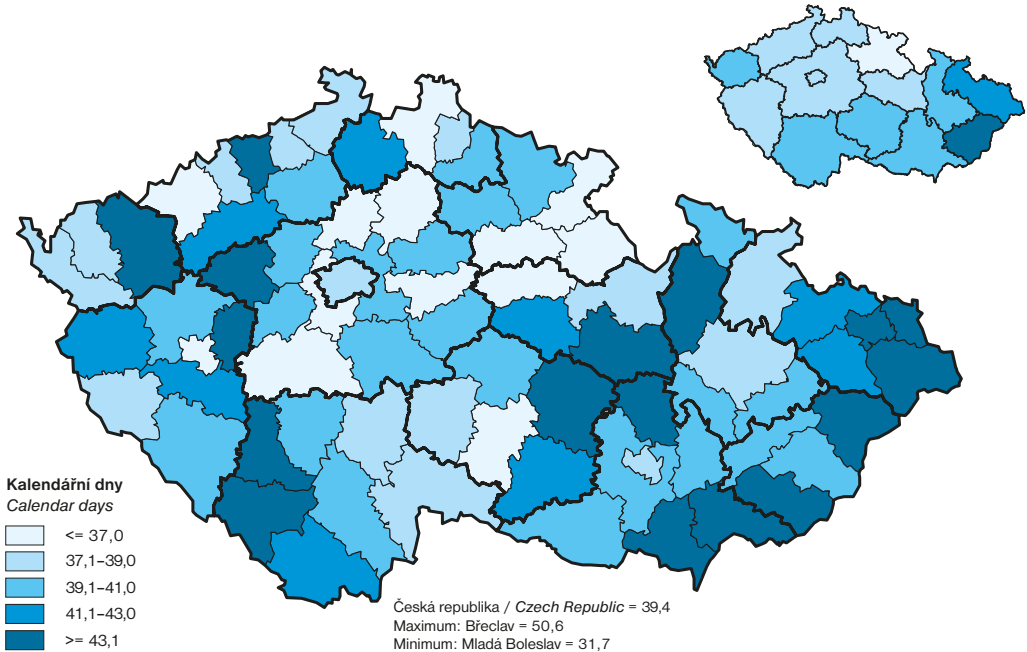 Kalendářní dny
Calendar days
<= 37,0
37,1–39,0
39,1–41,0
41,1–43,0
>= 43,1
Česká republika / Czech Republic = 39,4
Maximum: Břeclav = 50,6
Minimum: Mladá Boleslav = 31,7